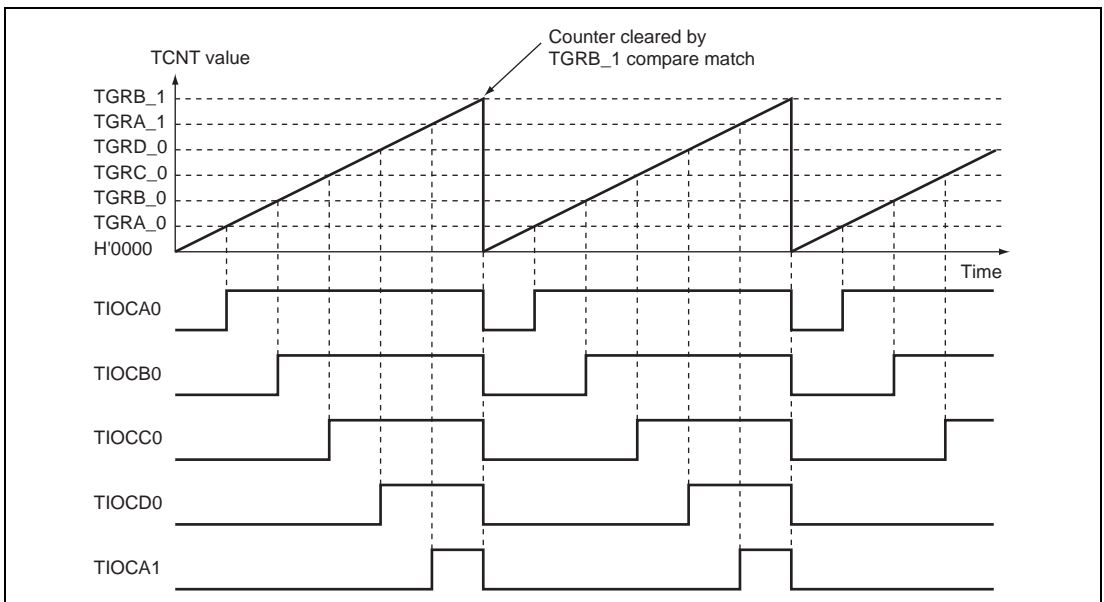 Counter cleared by
TGRB_1 compare match
TCNT value
TGRB_1
TGRA_1
TGRD_0
TGRC_0
TGRB_0
TGRA_0
H'0000
Time
TIOCA0
TIOCB0
TIOCC0
TIOCD0
TIOCA1